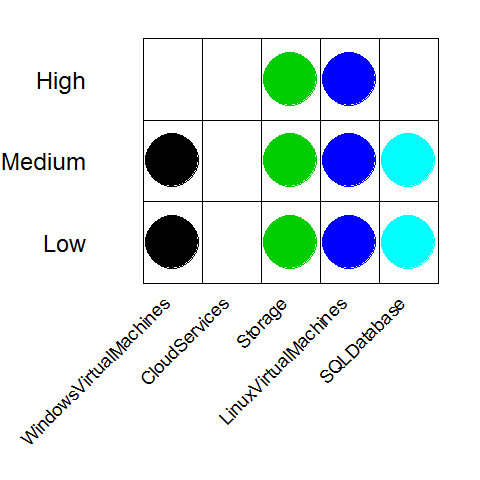 High
Medium
Low
WindowsVirtualMachines
CloudServices
Storage
LinuxVirtualMachines
SQLDatabase